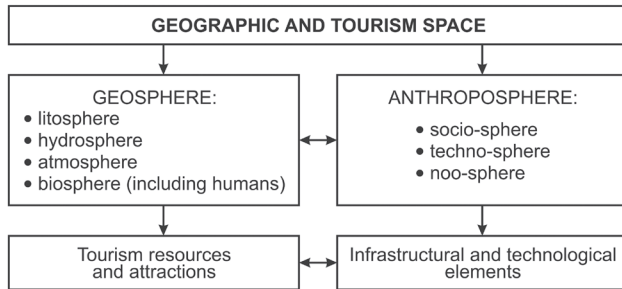 GEOGRAPHIC AND TOURISM SPACE
GEOSPHERE:
• litosphere
• hydrosphere
• atmosphere
• biosphere (including humans)
ANTHROPOSPHERE:
• socio-sphere
• techno-sphere
• noo-sphere
Tourism resources
and attractions
Infrastructural and technological
elements